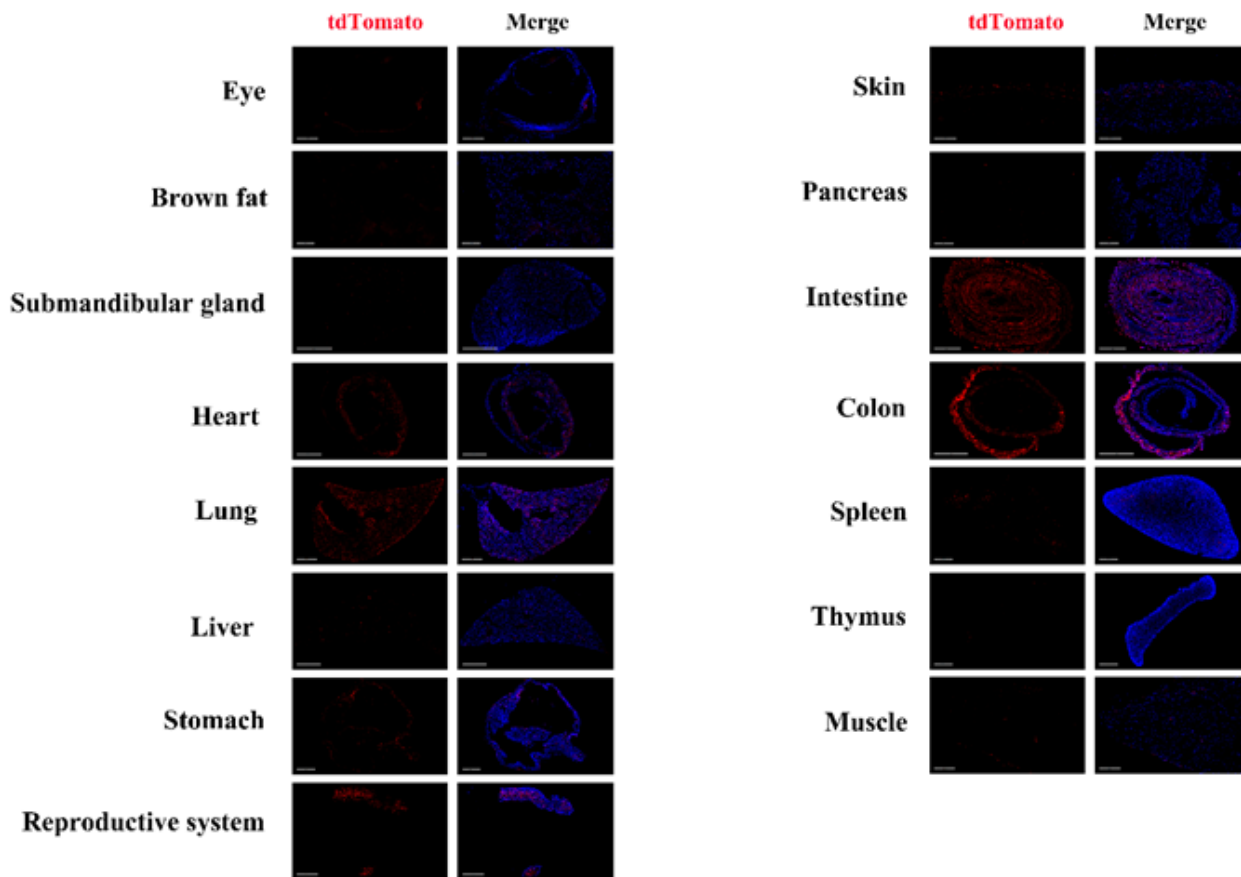 tdTomato Merge
Eye
Brown fat
Submandibular gland
Heart
Lung
Liver
Stomach
Reproductive system
tdTomato Merge
Skin
Pancreas
Intestine
Colon
Spleen
Thymus
Muscle